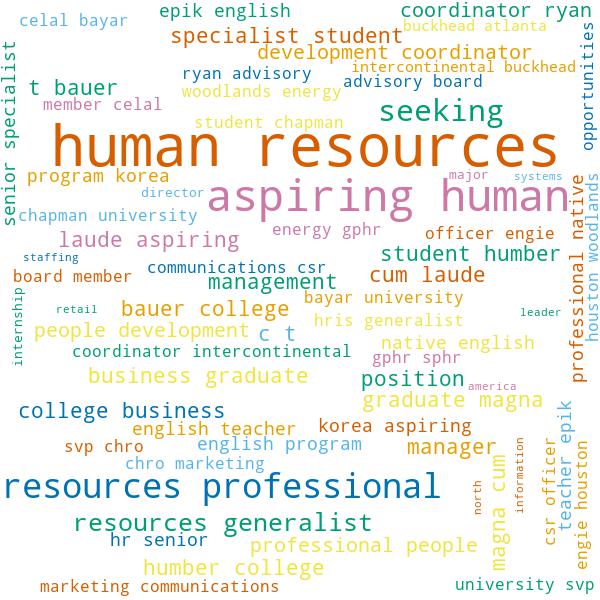 celal bayar
epik english
coordinator ryan
buckhead atlanta
specialist student
development coordinator
intercontinental buckhead
ryan advisory
advisory board
t bauer
woodlands energy
member celal
seeking
opportunities
senior specialist
student chapman
human resources
program korea
major
systems
director
aspiring human
chapman university
energy gphr
officer engie
laude aspiring
student humber
staffing
communications csr
cum laude
board member
management
professional native
houston woodlands
internship
retail
bayar university
bauer college
leader
people development
c t
hris generalist
native english
coordinator intercontinental
gphr sphr
business graduate
position
america
graduate magna
college business
english teacher
korea aspiring
svp chro
english program
manager
chro marketing
resources professional
north
magna cum
information
csr officer
teacher epik
engie houston
resources generalist
hr senior
professional people
humber college
marketing communications
university svp